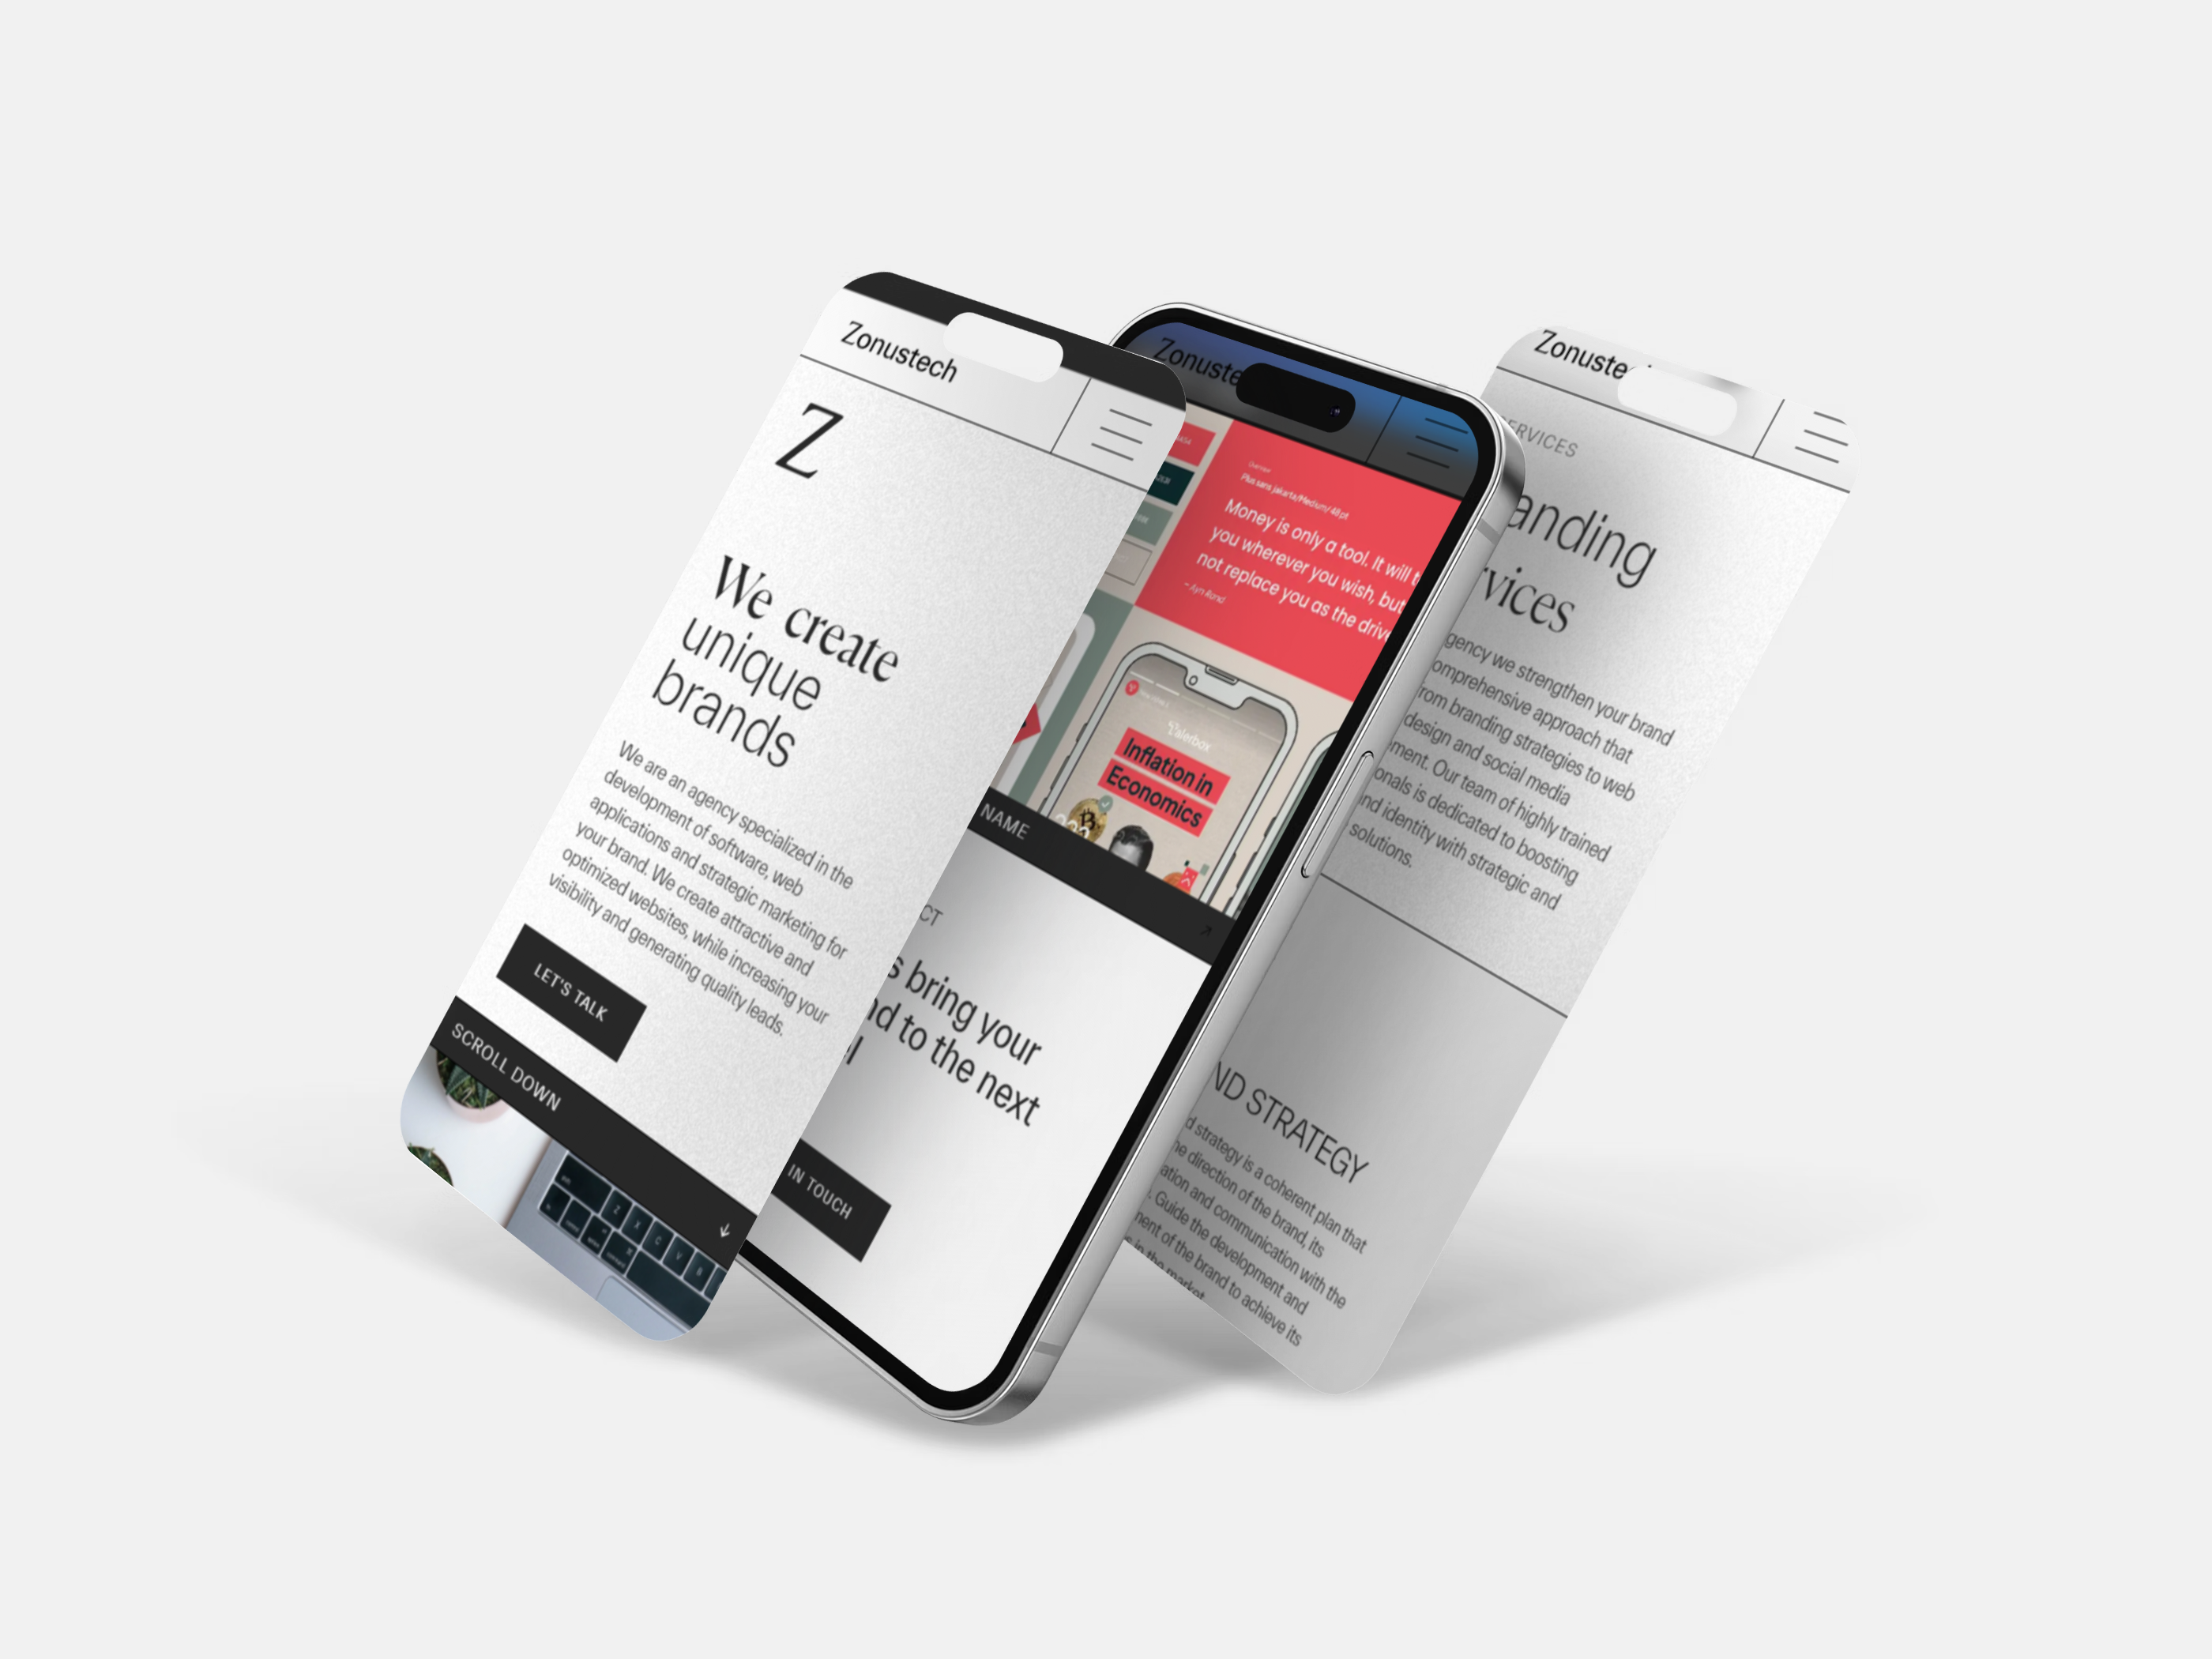 Zonustech
Z
We create
unique
brands
We are an agency specialized in the
development of software, web
applications and strategic marketing for
your brand. We create attractive and
optimized websites, while increasing your
visibility and generating quality leads.
LET'S TALK
SCROLL DOWN
Z X C V B
Zonuste
Plus sans jakarta/Medium/ 48 pt
Money is only a tool. It will t
you wherever you wish, but
not replace you as the drive
- Ayn Rand
Inflation in
Economics
NAME
CT
s bring your
nd to the next
el
IN TOUCH
Zonuste
ERVICES
anding
rvices
gency we strengthen your brand
omprehensive approach that
from branding strategies to web
design and social media
ment. Our team of highly trained
onals is dedicated to boosting
nd identity with strategic and
solutions.
ND STRATEGY
d strategy is a coherent plan that
he direction of the brand, its
ation and communication with the
. Guide the development and
ment of the brand to achieve its
s in the market